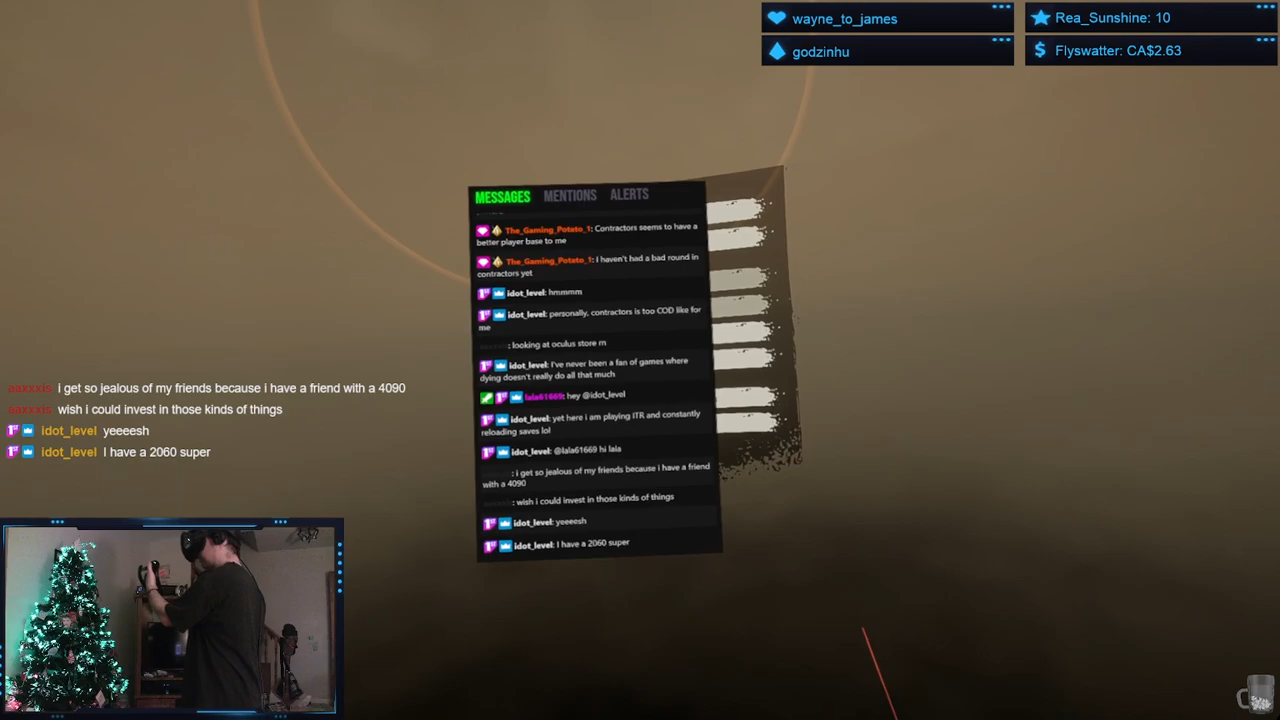 wayne_to_james
Rea_Sunshine: 10
godzinhu
Flyswatter: CA$2.63
MESSAGES MENTIONS ALERTS
The_Gaming_Potato_1: Contractors seems to have a
better player base to me
The_Gaming_Potato_1: I haven't had a bad round in
contractors yet
idot_level: hmmmm
idot_level: personally, contractors is too COD like for
me
: looking at oculus store rn
idot_level: I've never been a fan of games where
dying doesn't really do all that much
lala61669: hey @idot_level
idot_level: yet here i am playing ITR and constantly
reloading saves lol
idot_level: @lala61669 hi lala
: i get so jealous of my friends because i have a friend
with a 4090
: wish i could invest in those kinds of things
idot_level: yeeeesh
idot_level: I have a 2060 super
aaxxxis i get so jealous of my friends because i have a friend with a 4090
aaxxxis wish i could invest in those kinds of things
idot_level yeeeesh
idot_level I have a 2060 super